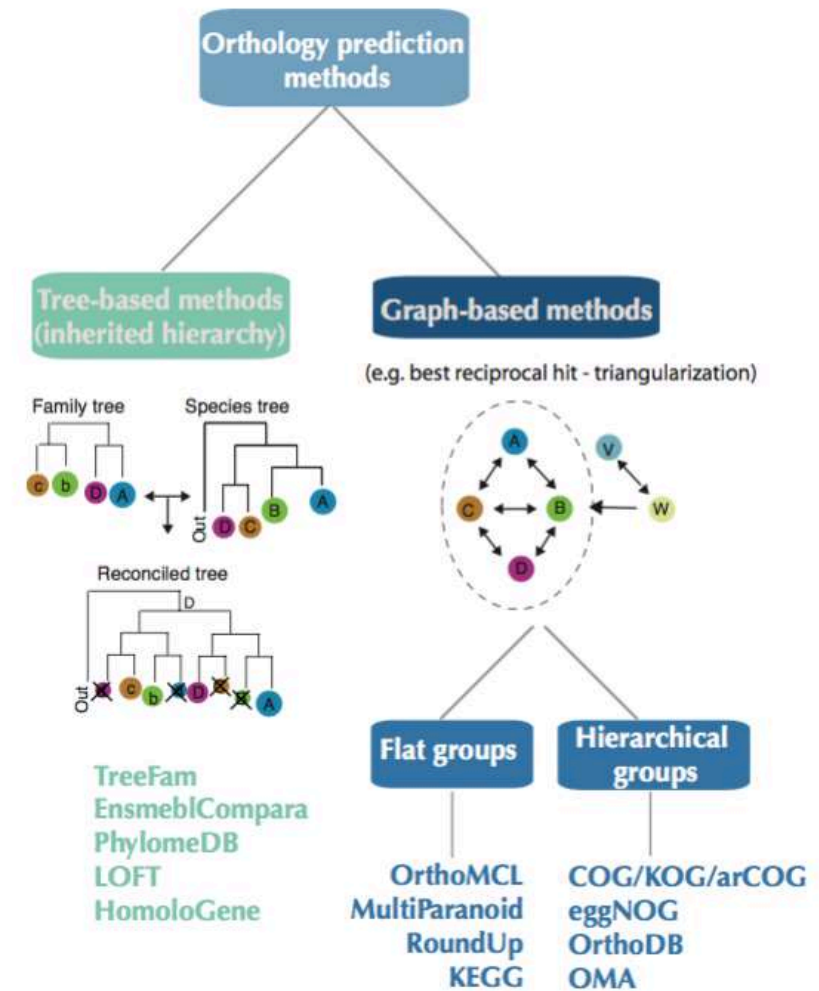 Orthology prediction
methods
Tree-based methods
(inherited hierarchy)
Graph-based methods
(e.g. best reciprocal hit - triangularization)
Family tree
Species tree
c b D A
Out D C B A
A
V
C
B
W
D
Reconciled tree
D
Out c b D A
Flat groups
Hierarchical
groups
TreeFam
EnsmeblCompara
PhylomeDB
LOFT
HomoloGene
OrthoMCL
MultiParanoid
RoundUp
KEGG
COG/KOG/arCOG
eggNOG
OrthoDB
OMA